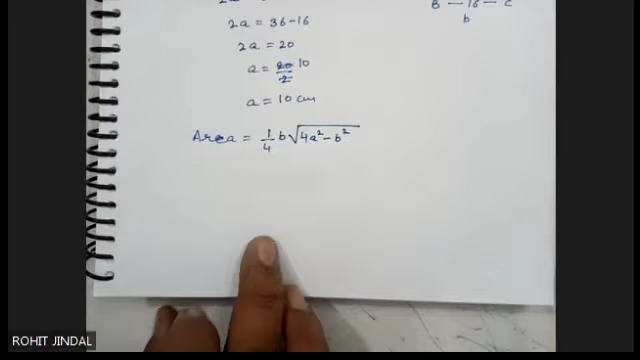 B — 16 — C
b
2a = 36 - 16
2a = 20
a = 20/2 10
a = 10 cm
Area = 1/4 b √4a² - b²
ROHIT JINDAL